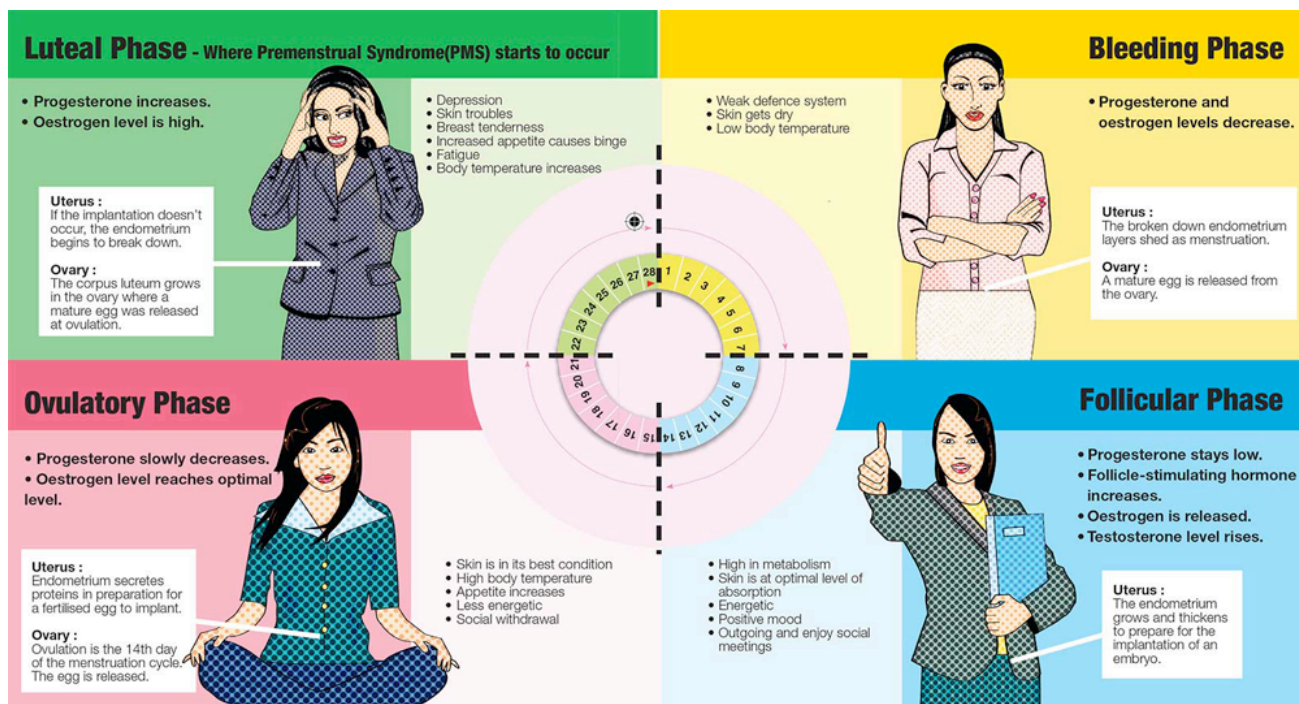 Luteal Phase - Where Premenstrual Syndrome(PMS) starts to occur
• Progesterone increases.
• Oestrogen level is high.
• Depression
• Skin troubles
• Breast tenderness
• Increased appetite causes binge
• Fatigue
• Body temperature increases
Uterus :
If the implantation doesn't
occur, the endometrium
begins to break down.
Ovary :
The corpus luteum grows
in the ovary where a
mature egg was released
at ovulation.
Bleeding Phase
• Weak defence system
• Skin gets dry
• Low body temperature
• Progesterone and
oestrogen levels decrease.
Uterus :
The broken down endometrium
layers shed as menstruation.
Ovary :
A mature egg is released from
the ovary.
1 2 3 4 5 6 7 8 9 10 11 12 13 14 15 16 17 18 19 20 21 22 23 24 25 26 27 28
Ovulatory Phase
• Progesterone slowly decreases.
• Oestrogen level reaches optimal
level.
Uterus :
Endometrium secretes
proteins in preparation for
a fertilised egg to implant.
Ovary :
Ovulation is the 14th day
of the menstruation cycle.
The egg is released.
• Skin is in its best condition
• High body temperature
• Appetite increases
• Less energetic
• Social withdrawal
Follicular Phase
• High in metabolism
• Skin is at optimal level of
absorption
• Energetic
• Positive mood
• Outgoing and enjoy social
meetings
• Progesterone stays low.
• Follicle-stimulating hormone
increases.
• Oestrogen is released.
• Testosterone level rises.
Uterus :
The endometrium
grows and thickens
to prepare for the
implantation of an
embryo.